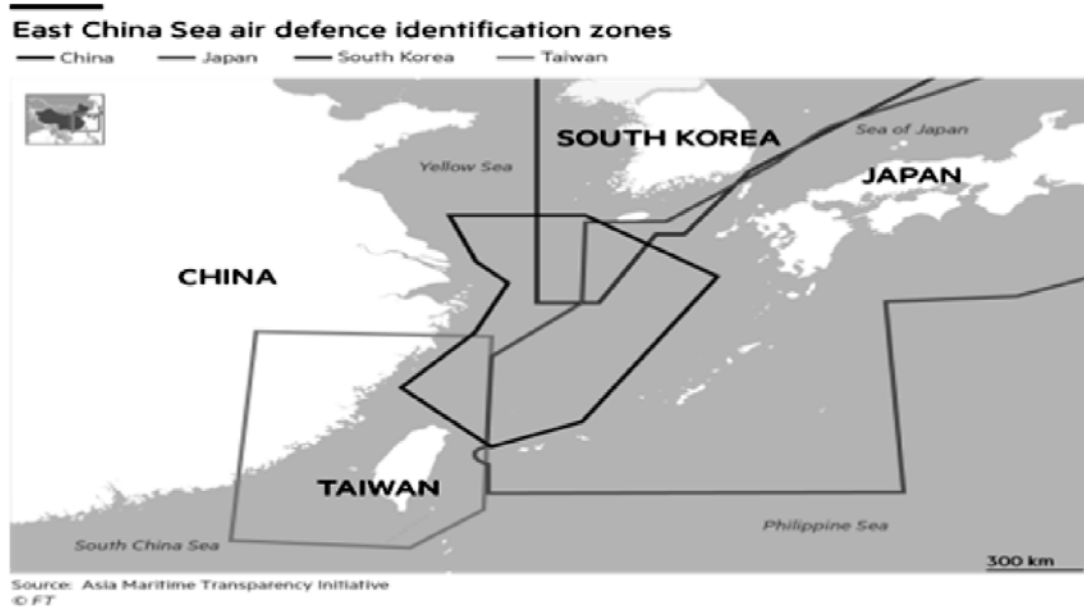 East China Sea air defence identification zones
China Japan South Korea Taiwan
SOUTH KOREA
Sea of Japan
Yellow Sea
JAPAN
CHINA
TAIWAN
Philippine Sea
South China Sea
300 km
Source: Asia Maritime Transparency Initiative
© FT